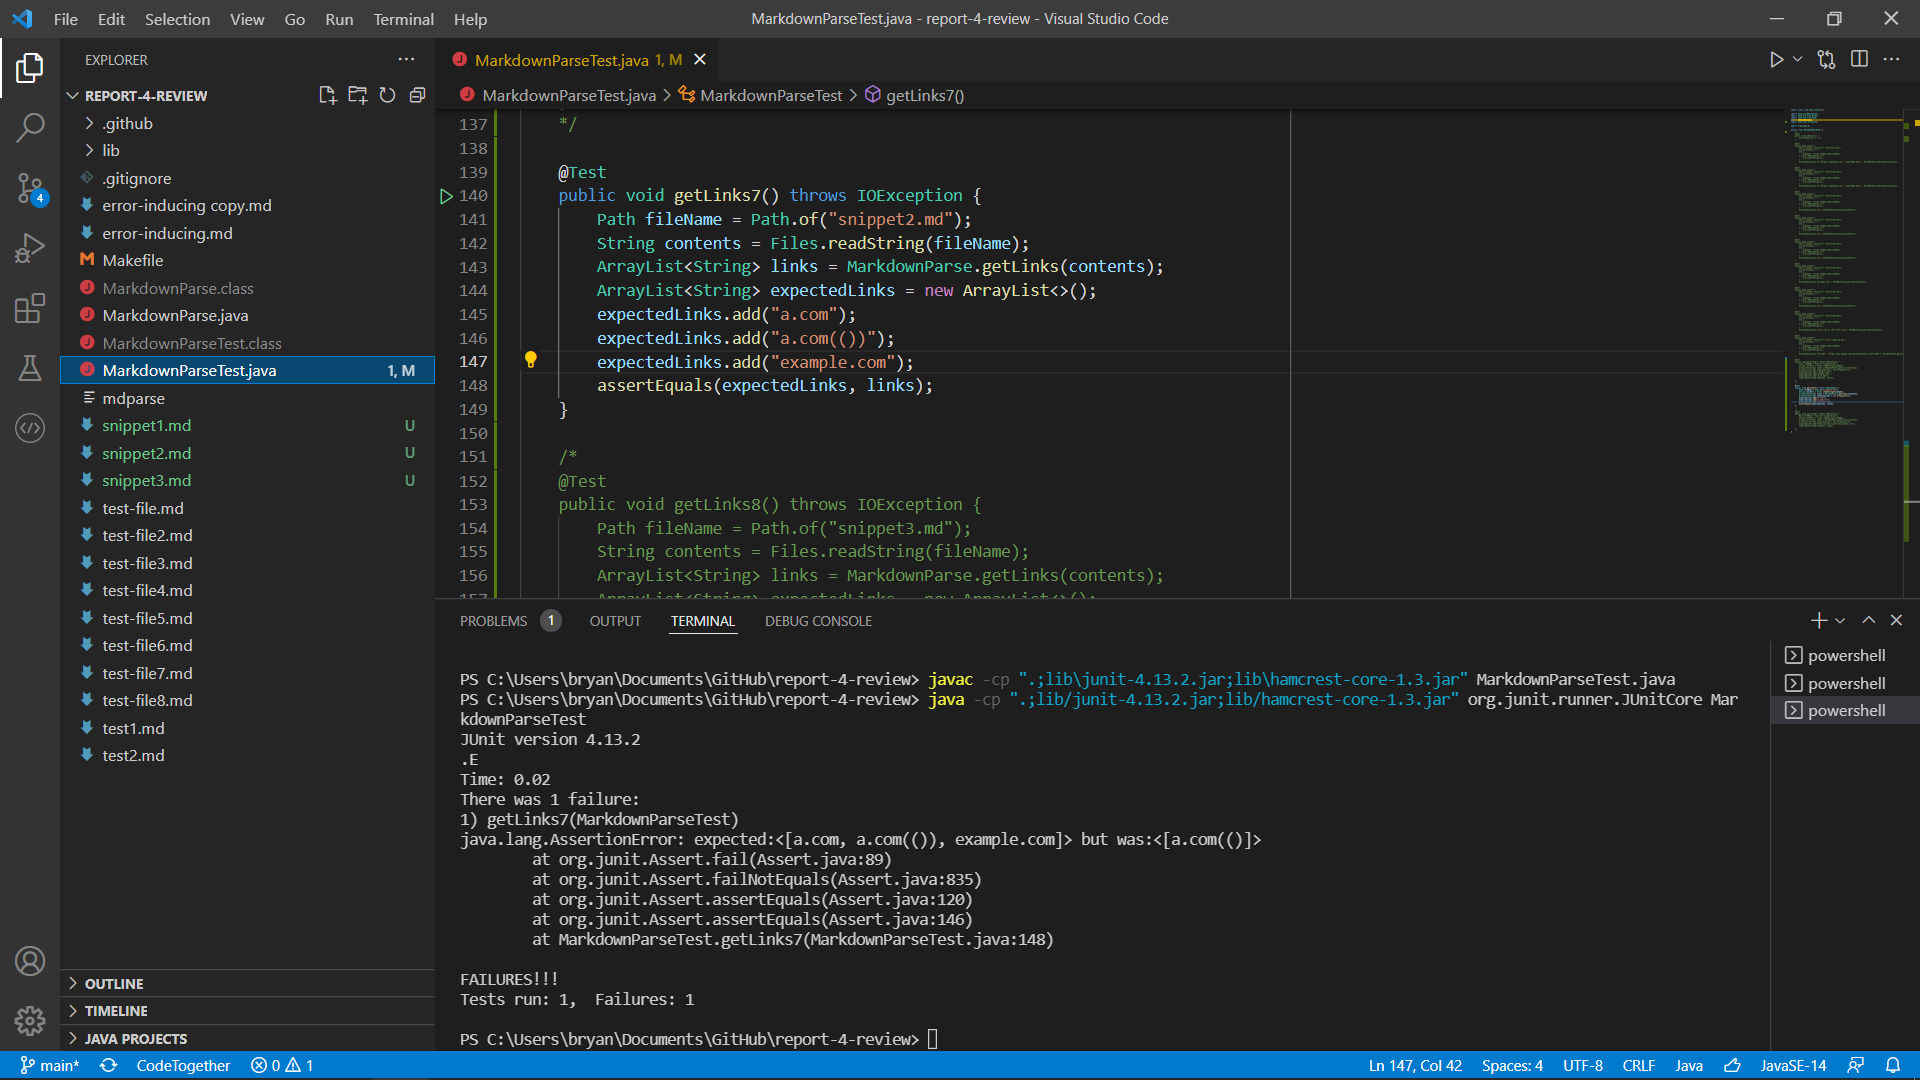 File Edit Selection View Go Run Terminal Help
MarkdownParseTest.java - report-4-review - Visual Studio Code
EXPLORER
REPORT-4-REVIEW
.github
lib
.gitignore
error-inducing copy.md
error-inducing.md
Makefile
MarkdownParse.class
MarkdownParse.java
MarkdownParseTest.class
MarkdownParseTest.java 1, M
mdparse
snippet1.md U
snippet2.md U
snippet3.md U
test-file.md
test-file2.md
test-file3.md
test-file4.md
test-file5.md
test-file6.md
test-file7.md
test-file8.md
test1.md
test2.md
OUTLINE
TIMELINE
JAVA PROJECTS
4
MarkdownParseTest.java 1, M
MarkdownParseTest.java > MarkdownParseTest > getLinks7()
137 */
138
139 @Test
140 public void getLinks7() throws IOException {
141 Path fileName = Path.of("snippet2.md");
142 String contents = Files.readString(fileName);
143 ArrayList<String> links = MarkdownParse.getLinks(contents);
144 ArrayList<String> expectedLinks = new ArrayList<>();
145 expectedLinks.add("a.com");
146 expectedLinks.add("a.com(())");
147 expectedLinks.add("example.com");
148 assertEquals(expectedLinks, links);
149 }
150
151 /*
152 @Test
153 public void getLinks8() throws IOException {
154 Path fileName = Path.of("snippet3.md");
155 String contents = Files.readString(fileName);
156 ArrayList<String> links = MarkdownParse.getLinks(contents);
157 ArrayList<String> expectedLinks = new ArrayList<>();
PROBLEMS 1 OUTPUT TERMINAL DEBUG CONSOLE
PS C:\Users\bryan\Documents\GitHub\report-4-review> javac -cp ".;lib\junit-4.13.2.jar;lib\hamcrest-core-1.3.jar" MarkdownParseTest.java
PS C:\Users\bryan\Documents\GitHub\report-4-review> java -cp ".;lib/junit-4.13.2.jar;lib/hamcrest-core-1.3.jar" org.junit.runner.JUnitCore Mar
kdownParseTest
JUnit version 4.13.2
.E
Time: 0.02
There was 1 failure:
1) getLinks7(MarkdownParseTest)
java.lang.AssertionError: expected:<[a.com, a.com(()), example.com]> but was:<[a.com(()]>
at org.junit.Assert.fail(Assert.java:89)
at org.junit.Assert.failNotEquals(Assert.java:835)
at org.junit.Assert.assertEquals(Assert.java:120)
at org.junit.Assert.assertEquals(Assert.java:146)
at MarkdownParseTest.getLinks7(MarkdownParseTest.java:148)
FAILURES!!!
Tests run: 1,  Failures: 1
PS C:\Users\bryan\Documents\GitHub\report-4-review>
powershell
powershell
powershell
main* CodeTogether 0 1
Ln 147, Col 42 Spaces: 4 UTF-8 CRLF Java JavaSE-14